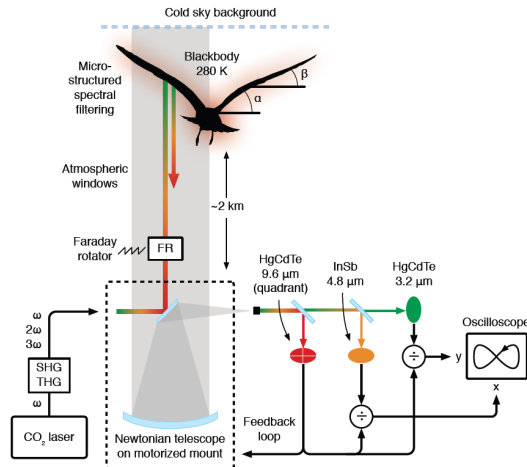 Cold sky background
Blackbody
280 K
β
α
Micro-
structured
spectral
filtering
Atmospheric
windows
~2 km
Faraday
rotator
FR
HgCdTe
9.6 µm
(quadrant)
InSb
4.8 µm
HgCdTe
3.2 µm
Oscilloscope
ω
2ω
3ω
SHG
THG
ω
CO₂ laser
Newtonian telescope
on motorized mount
Feedback
loop
÷
÷
y
x